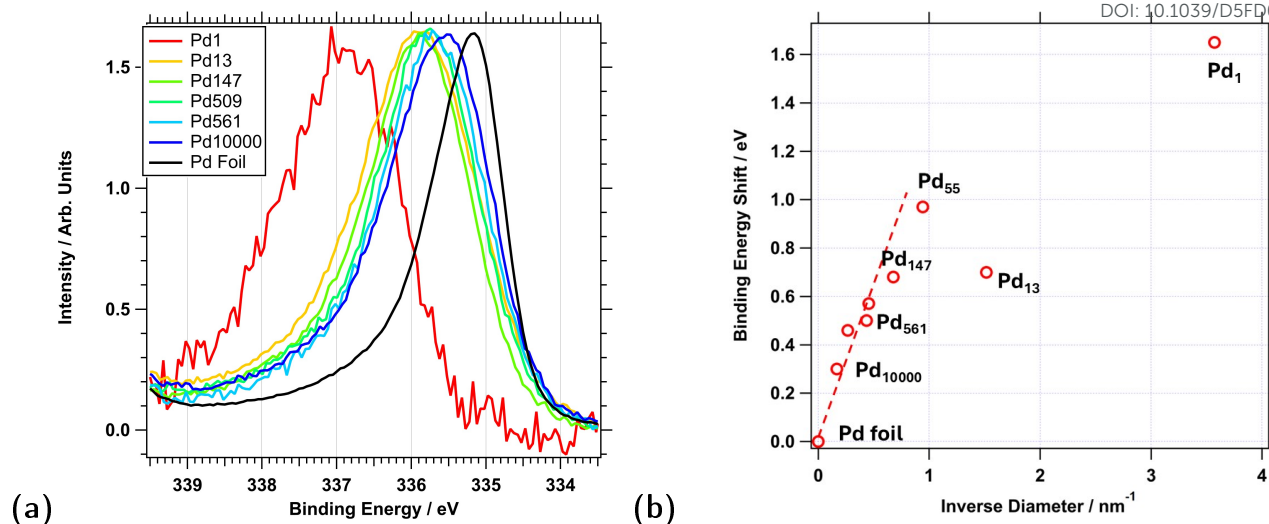 DOI: 10.1039/D5FD0
Pd1
Pd13
Pd147
Pd509
Pd561
Pd10000
Pd Foil
1.5
1.0
0.5
0.0
Intensity / Arb. Units
339 338 337 336 335 334
Binding Energy / eV
(a)
1.6
1.4
1.2
1.0
0.8
0.6
0.4
0.2
0.0
Binding Energy Shift / eV
Pd₁
Pd₅₅
Pd₁₄₇
Pd₁₃
Pd₅₆₁
Pd₁₀₀₀₀
Pd foil
0 1 2 3 4
Inverse Diameter / nm⁻¹
(b)